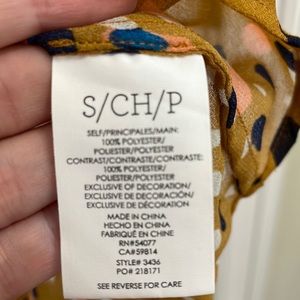 S/CH/P
SELF/PRINCIPALES/MAIN:
100% POLYESTER/
POLIESTER/POLYESTER
CONTRAST/CONTRASTE/CONTRASTE:
100% POLYESTER/
POLIESTER/POLYESTER
EXCLUSIVE OF DECORATION/
EXCLUSIVE DE DECORACION/
EXCLUSIVE DE DÉCORATION
MADE IN CHINA
HECHO EN CHINA
FABRIQUÉ EN CHINE
RN#54077
CA#59814
STYLE# 3436
PO# 218171
SEE REVERSE FOR CARE